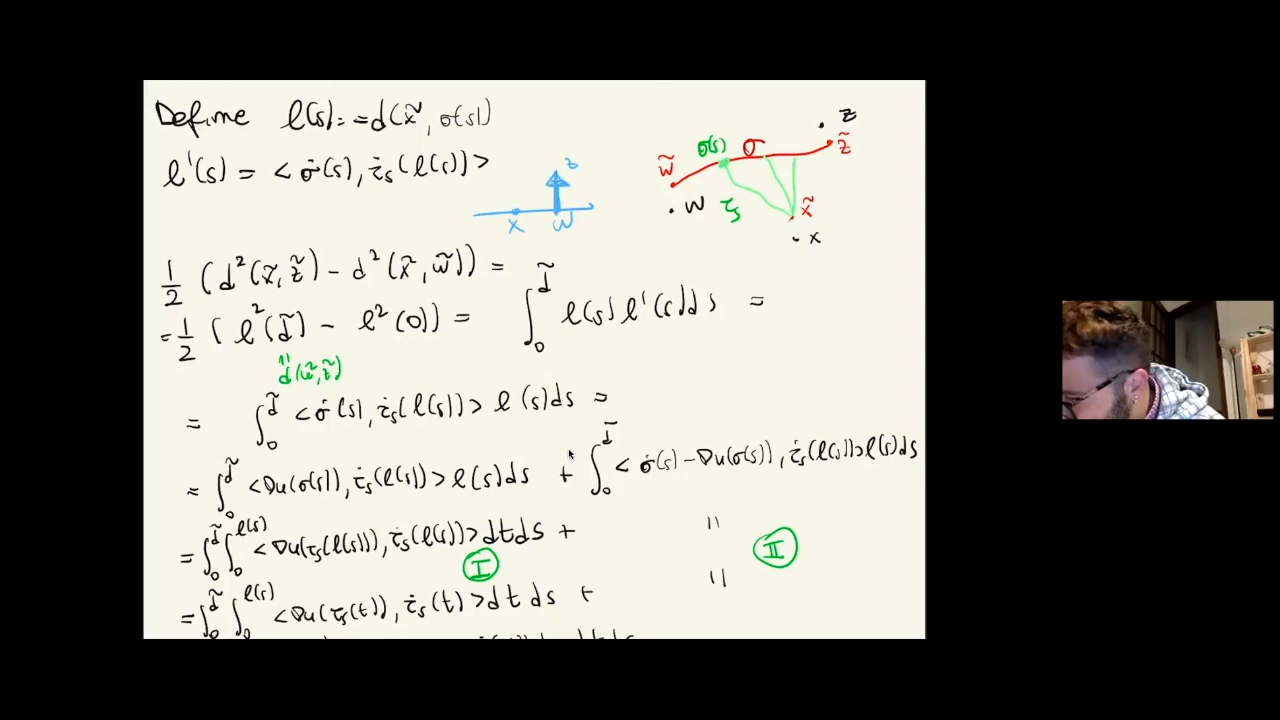 Define ℓ(s) := d(x̃, σ(s))
ℓ'(s) = <σ̇(s), τ̇ₛ(ℓ(s))>
z
x
w
z
z̃
σ(s)
σ
w̃
w
τₛ
x̃
x
½ (d²(x̃, z̃) − d²(x̃, w̃)) =
= ½ (ℓ²(d̃) − ℓ²(0)) = ∫₀^d̃ ℓ(s) ℓ'(s) ds =
"
d(w̃, z̃)
= ∫₀^d̃ <σ̇(s), τ̇ₛ(ℓ(s))> ℓ(s) ds =
= ∫₀^d̃ <∇u(σ(s)), τ̇ₛ(ℓ(s))> ℓ(s) ds + ∫₀^d̃ <σ̇(s) − ∇u(σ(s)), τ̇ₛ(ℓ(s))> ℓ(s) ds
= ∫₀^d̃ ∫₀^ℓ(s) <∇u(τₛ(ℓ(s))), τ̇ₛ(ℓ(s))> dt ds + "
I
II
= ∫₀^d̃ ∫₀^ℓ(s) <∇u(τₛ(t)), τ̇ₛ(t)> dt ds + "